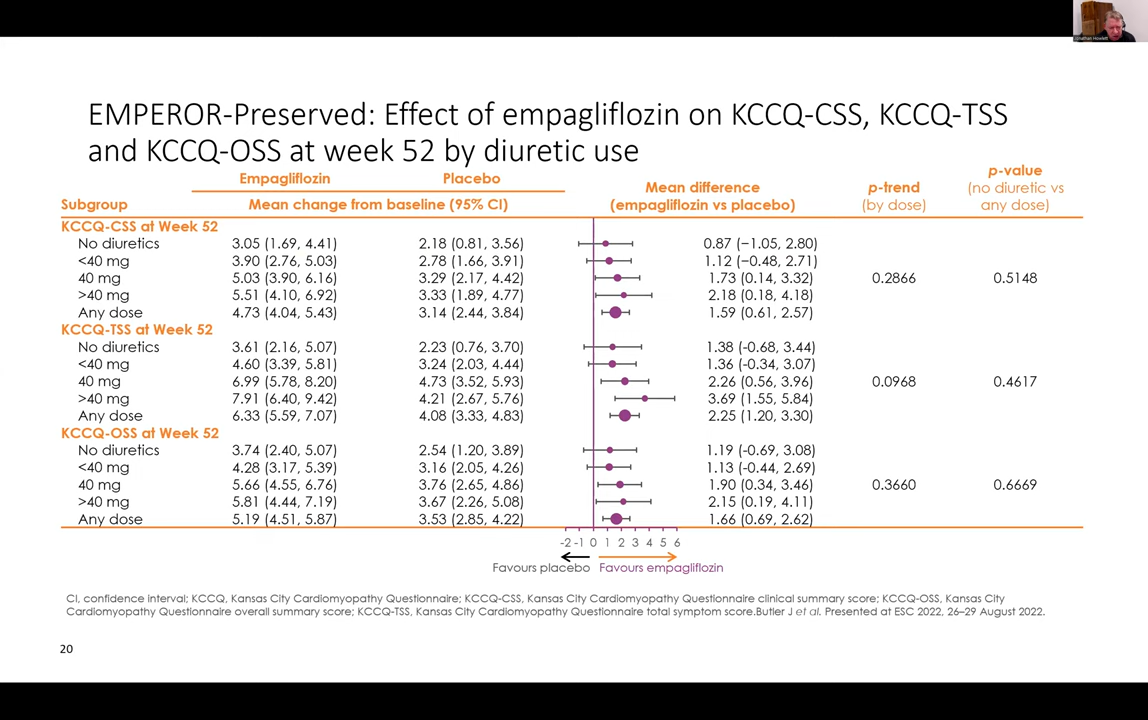 Jonathan Howlett
EMPEROR-Preserved: Effect of empagliflozin on KCCQ-CSS, KCCQ-TSS
and KCCQ-OSS at week 52 by diuretic use
Empagliflozin Placebo
Subgroup Mean change from baseline (95% CI)
Mean difference
(empagliflozin vs placebo)
p-trend
(by dose)
p-value
(no diuretic vs
any dose)
KCCQ-CSS at Week 52
No diuretics 3.05 (1.69, 4.41) 2.18 (0.81, 3.56) 0.87 (−1.05, 2.80)
<40 mg 3.90 (2.76, 5.03) 2.78 (1.66, 3.91) 1.12 (−0.48, 2.71)
40 mg 5.03 (3.90, 6.16) 3.29 (2.17, 4.42) 1.73 (0.14, 3.32) 0.2866 0.5148
>40 mg 5.51 (4.10, 6.92) 3.33 (1.89, 4.77) 2.18 (0.18, 4.18)
Any dose 4.73 (4.04, 5.43) 3.14 (2.44, 3.84) 1.59 (0.61, 2.57)
KCCQ-TSS at Week 52
No diuretics 3.61 (2.16, 5.07) 2.23 (0.76, 3.70) 1.38 (-0.68, 3.44)
<40 mg 4.60 (3.39, 5.81) 3.24 (2.03, 4.44) 1.36 (-0.34, 3.07)
40 mg 6.99 (5.78, 8.20) 4.73 (3.52, 5.93) 2.26 (0.56, 3.96) 0.0968 0.4617
>40 mg 7.91 (6.40, 9.42) 4.21 (2.67, 5.76) 3.69 (1.55, 5.84)
Any dose 6.33 (5.59, 7.07) 4.08 (3.33, 4.83) 2.25 (1.20, 3.30)
KCCQ-OSS at Week 52
No diuretics 3.74 (2.40, 5.07) 2.54 (1.20, 3.89) 1.19 (-0.69, 3.08)
<40 mg 4.28 (3.17, 5.39) 3.16 (2.05, 4.26) 1.13 (-0.44, 2.69)
40 mg 5.66 (4.55, 6.76) 3.76 (2.65, 4.86) 1.90 (0.34, 3.46) 0.3660 0.6669
>40 mg 5.81 (4.44, 7.19) 3.67 (2.26, 5.08) 2.15 (0.19, 4.11)
Any dose 5.19 (4.51, 5.87) 3.53 (2.85, 4.22) 1.66 (0.69, 2.62)
-2 -1 0 1 2 3 4 5 6
Favours placebo Favours empagliflozin
CI, confidence interval; KCCQ, Kansas City Cardiomyopathy Questionnaire; KCCQ-CSS, Kansas City Cardiomyopathy Questionnaire clinical summary score; KCCQ-OSS, Kansas City
Cardiomyopathy Questionnaire overall summary score; KCCQ-TSS, Kansas City Cardiomyopathy Questionnaire total symptom score.Butler J et al. Presented at ESC 2022, 26–29 August 2022.
20